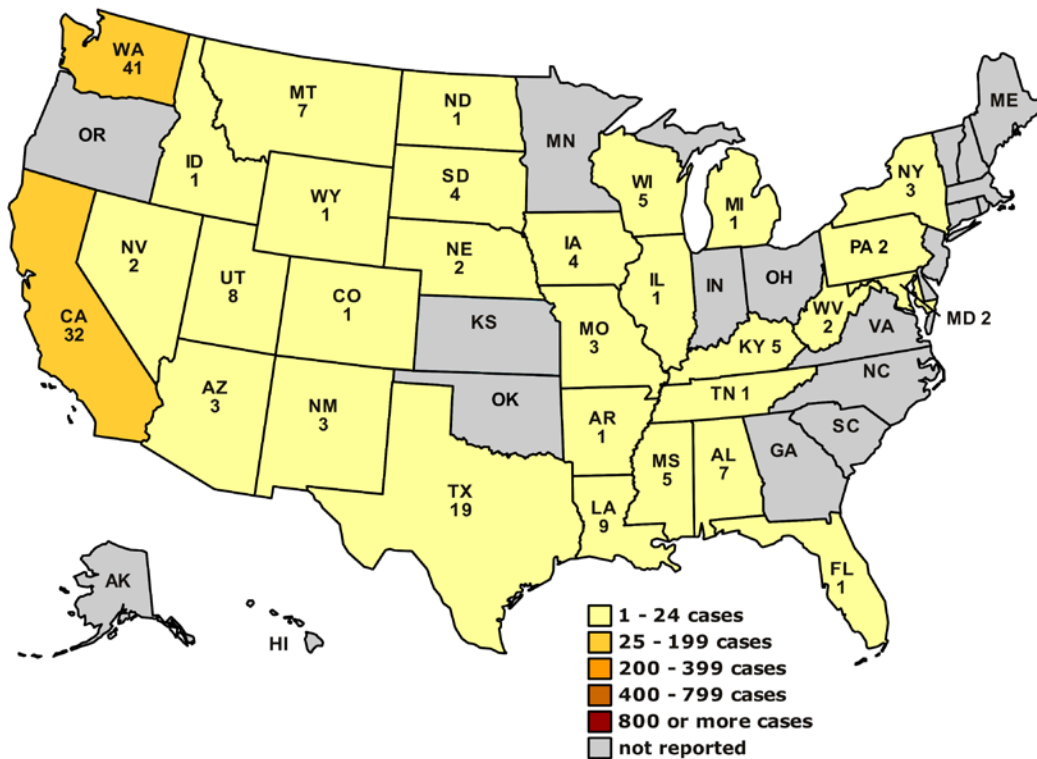 WA
41
MT
7
ND
1
ME
OR
MN
ID
1
SD
4
WI
5
NY
3
WY
1
MI
1
NV
2
NE
2
IA
4
PA 2
UT
8
CO
1
IL
1
IN
OH
WV
2
MD 2
CA
32
KS
MO
3
KY 5
VA
AZ
3
NM
3
OK
AR
1
TN 1
NC
SC
TX
19
MS
5
AL
7
GA
LA
9
FL
1
AK
HI
1 - 24 cases
25 - 199 cases
200 - 399 cases
400 - 799 cases
800 or more cases
not reported